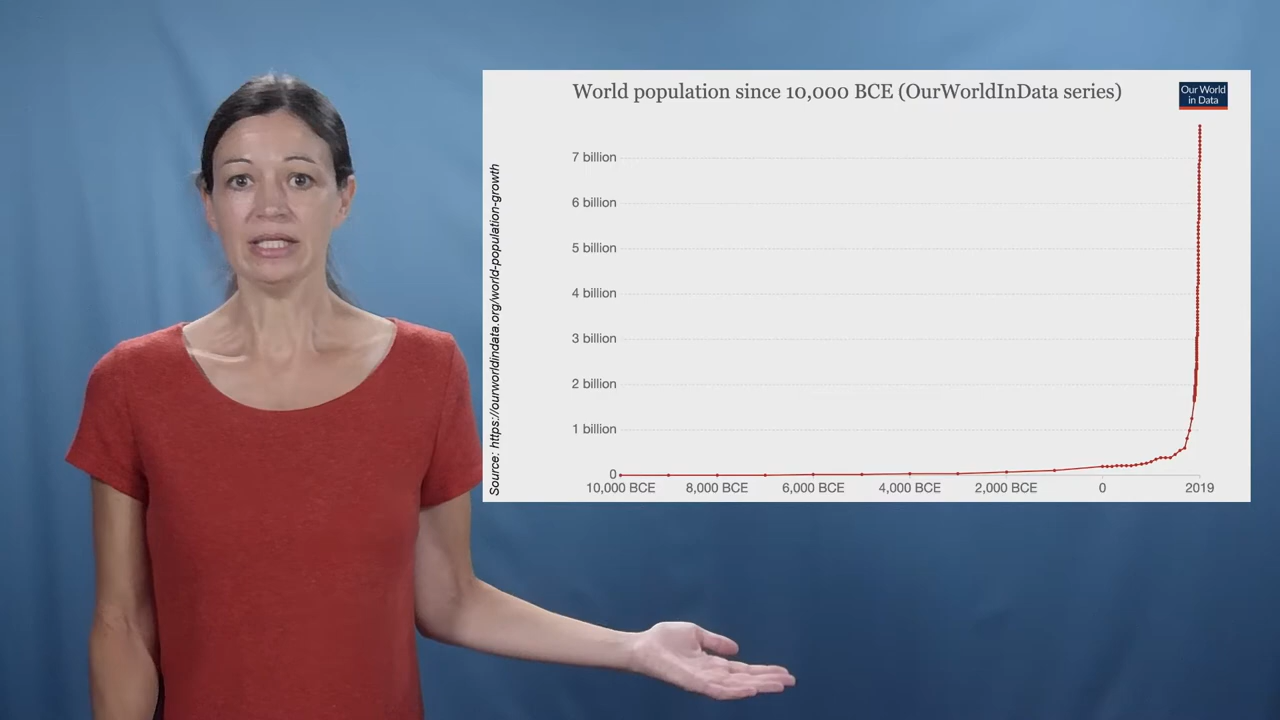 World population since 10,000 BCE (OurWorldInData series)
Our World
in Data
Source: https://ourworldindata.org/world-population-growth
7 billion
6 billion
5 billion
4 billion
3 billion
2 billion
1 billion
0
10,000 BCE 8,000 BCE 6,000 BCE 4,000 BCE 2,000 BCE 0 2019